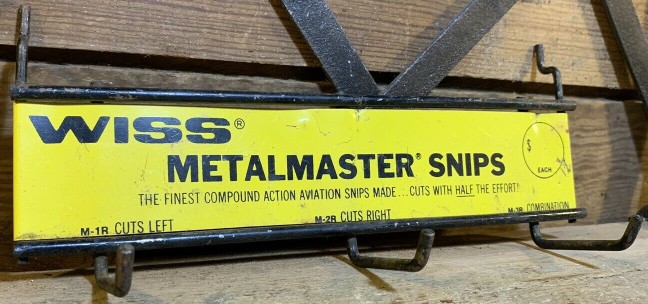 WISS®
METALMASTER® SNIPS
$
EACH
THE FINEST COMPOUND ACTION AVIATION SNIPS MADE...CUTS WITH HALF THE EFFORT!
M-1R CUTS LEFT M-2R CUTS RIGHT M-3R COMBINATION